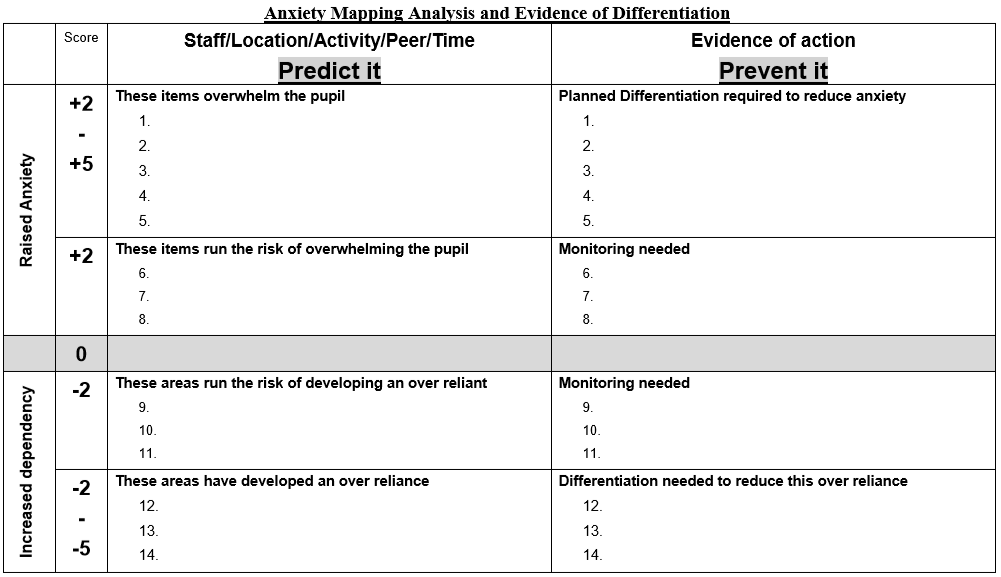 Anxiety Mapping Analysis and Evidence of Differentiation
Score
Staff/Location/Activity/Peer/Time
Predict it
Evidence of action
Prevent it
Raised Anxiety
+2
-
+5
These items overwhelm the pupil
1.
2.
3.
4.
5.
Planned Differentiation required to reduce anxiety
1.
2.
3.
4.
5.
+2
These items run the risk of overwhelming the pupil
6.
7.
8.
Monitoring needed
6.
7.
8.
0
Increased dependency
-2
These areas run the risk of developing an over reliant
9.
10.
11.
Monitoring needed
9.
10.
11.
-2
-
-5
These areas have developed an over reliance
12.
13.
14.
Differentiation needed to reduce this over reliance
12.
13.
14.